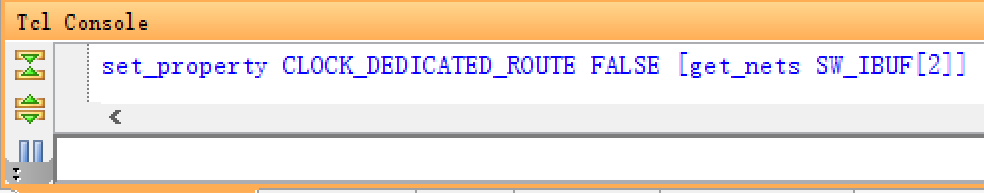 Tcl Console
set_property CLOCK_DEDICATED_ROUTE FALSE [get_nets SW_IBUF[2]]